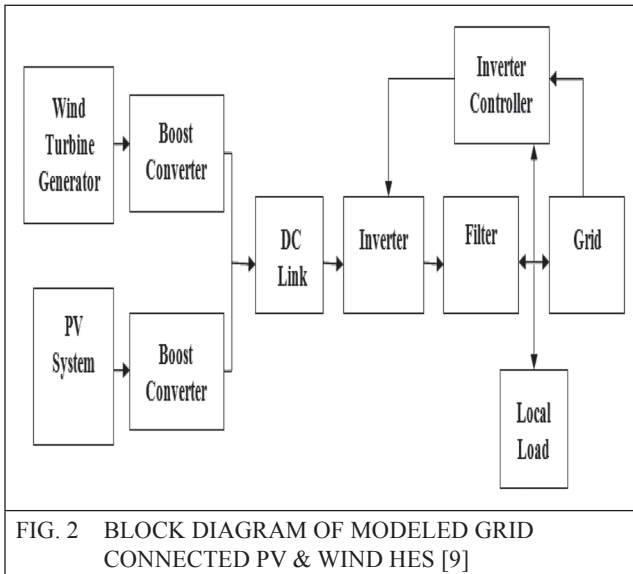 Wind
Turbine
Generator
Boost
Converter
Inverter
Controller
DC
Link
Inverter
Filter
Grid
PV
System
Boost
Converter
Local
Load
FIG. 2 BLOCK DIAGRAM OF MODELED GRID
CONNECTED PV & WIND HES [9]